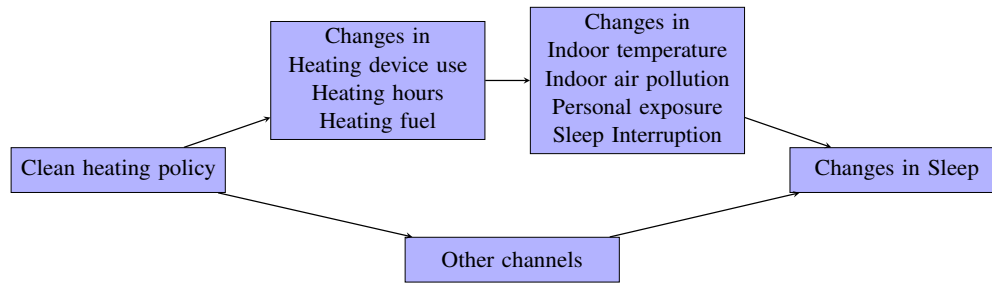 Clean heating policy
Changes in
Heating device use
Heating hours
Heating fuel
Changes in
Indoor temperature
Indoor air pollution
Personal exposure
Sleep Interruption
Changes in Sleep
Other channels